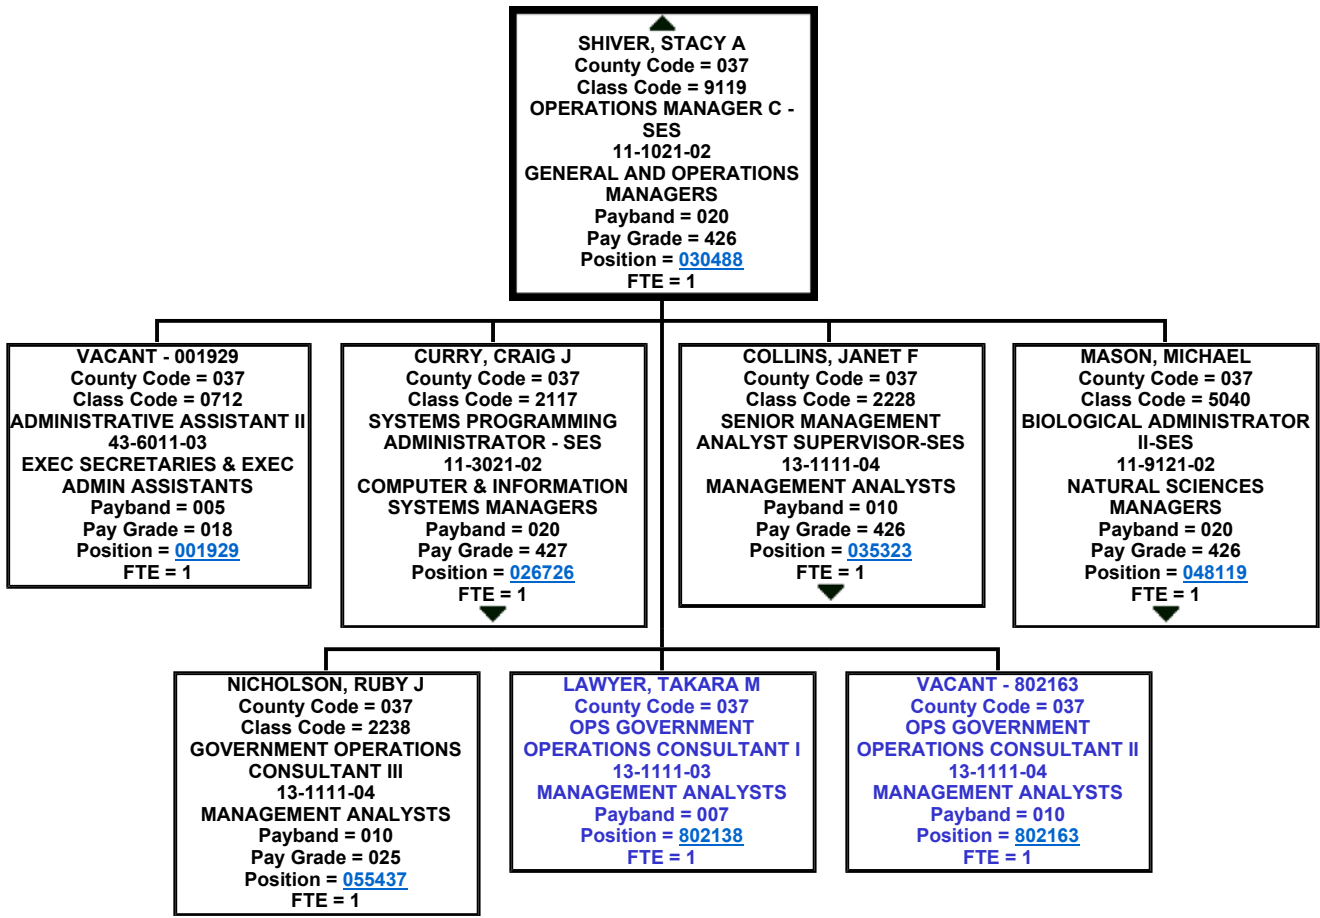 SHIVER, STACY A
County Code = 037
Class Code = 9119
OPERATIONS MANAGER C -
SES
11-1021-02
GENERAL AND OPERATIONS
MANAGERS
Payband = 020
Pay Grade = 426
Position = 030488
FTE = 1
VACANT - 001929
County Code = 037
Class Code = 0712
ADMINISTRATIVE ASSISTANT II
43-6011-03
EXEC SECRETARIES & EXEC
ADMIN ASSISTANTS
Payband = 005
Pay Grade = 018
Position = 001929
FTE = 1
CURRY, CRAIG J
County Code = 037
Class Code = 2117
SYSTEMS PROGRAMMING
ADMINISTRATOR - SES
11-3021-02
COMPUTER & INFORMATION
SYSTEMS MANAGERS
Payband = 020
Pay Grade = 427
Position = 026726
FTE = 1
COLLINS, JANET F
County Code = 037
Class Code = 2228
SENIOR MANAGEMENT
ANALYST SUPERVISOR-SES
13-1111-04
MANAGEMENT ANALYSTS
Payband = 010
Pay Grade = 426
Position = 035323
FTE = 1
MASON, MICHAEL
County Code = 037
Class Code = 5040
BIOLOGICAL ADMINISTRATOR
II-SES
11-9121-02
NATURAL SCIENCES
MANAGERS
Payband = 020
Pay Grade = 426
Position = 048119
FTE = 1
NICHOLSON, RUBY J
County Code = 037
Class Code = 2238
GOVERNMENT OPERATIONS
CONSULTANT III
13-1111-04
MANAGEMENT ANALYSTS
Payband = 010
Pay Grade = 025
Position = 055437
FTE = 1
LAWYER, TAKARA M
County Code = 037
OPS GOVERNMENT
OPERATIONS CONSULTANT I
13-1111-03
MANAGEMENT ANALYSTS
Payband = 007
Position = 802138
FTE = 1
VACANT - 802163
County Code = 037
OPS GOVERNMENT
OPERATIONS CONSULTANT II
13-1111-04
MANAGEMENT ANALYSTS
Payband = 010
Position = 802163
FTE = 1